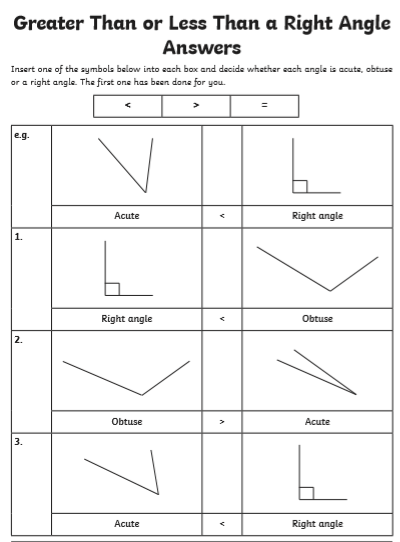 Greater Than or Less Than a Right Angle
Answers
Insert one of the symbols below into each box and decide whether each angle is acute, obtuse
or a right angle. The first one has been done for you.
< > =
e.g.
Acute < Right angle
1.
Right angle < Obtuse
2.
Obtuse > Acute
3.
Acute < Right angle